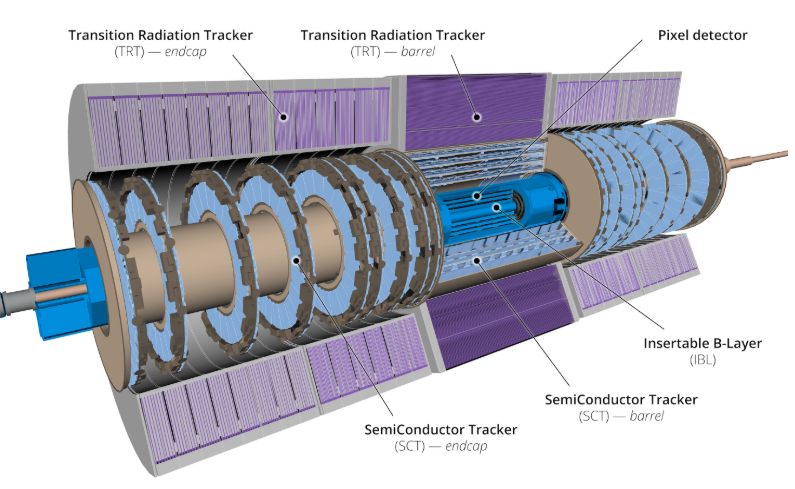 Transition Radiation Tracker
(TRT) — endcap
Transition Radiation Tracker
(TRT) — barrel
Pixel detector
Insertable B-Layer
(IBL)
SemiConductor Tracker
(SCT) — barrel
SemiConductor Tracker
(SCT) — endcap